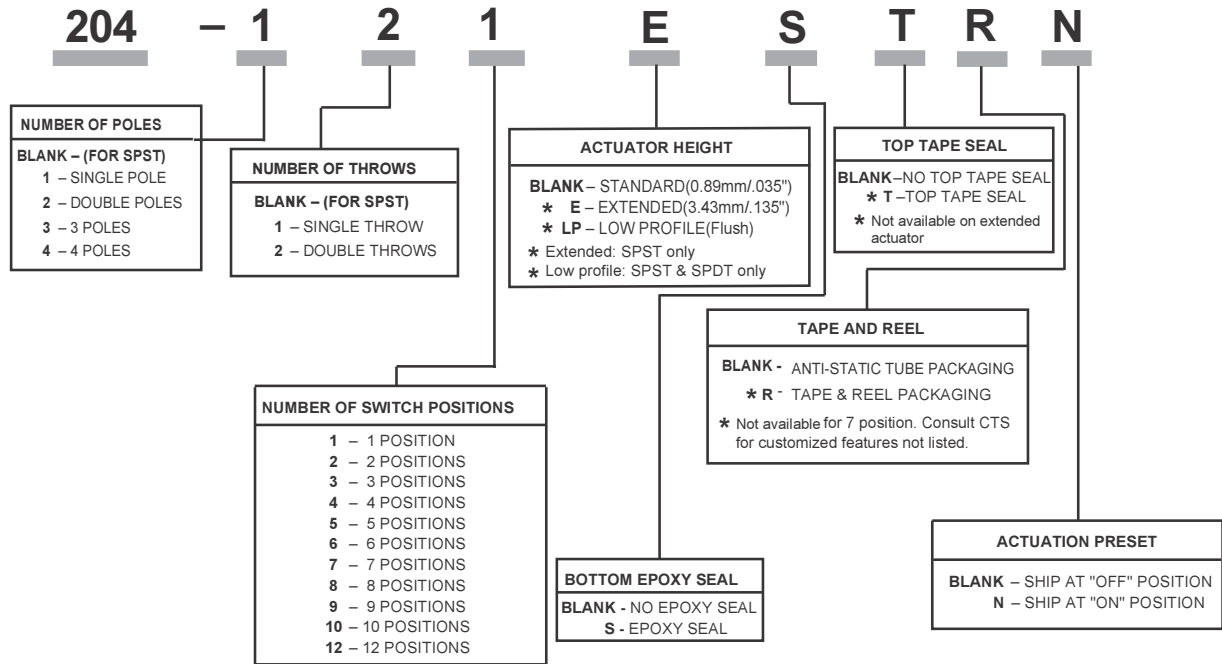 204 – 1 2 1 E S T R N
NUMBER OF POLES
BLANK – (FOR SPST)
1 – SINGLE POLE
2 – DOUBLE POLES
3 – 3 POLES
4 – 4 POLES
NUMBER OF THROWS
BLANK – (FOR SPST)
1 – SINGLE THROW
2 – DOUBLE THROWS
ACTUATOR HEIGHT
BLANK – STANDARD(0.89mm/.035")
* E – EXTENDED(3.43mm/.135")
* LP – LOW PROFILE(Flush)
* Extended: SPST only
* Low profile: SPST & SPDT only
TOP TAPE SEAL
BLANK–NO TOP TAPE SEAL
* T–TOP TAPE SEAL
* Not available on extended
actuator
TAPE AND REEL
BLANK - ANTI-STATIC TUBE PACKAGING
* R - TAPE & REEL PACKAGING
* Not available for 7 position. Consult CTS
for customized features not listed.
NUMBER OF SWITCH POSITIONS
1 – 1 POSITION
2 – 2 POSITIONS
3 – 3 POSITIONS
4 – 4 POSITIONS
5 – 5 POSITIONS
6 – 6 POSITIONS
7 – 7 POSITIONS
8 – 8 POSITIONS
9 – 9 POSITIONS
10 – 10 POSITIONS
12 – 12 POSITIONS
BOTTOM EPOXY SEAL
BLANK - NO EPOXY SEAL
S - EPOXY SEAL
ACTUATION PRESET
BLANK – SHIP AT "OFF" POSITION
N – SHIP AT "ON" POSITION